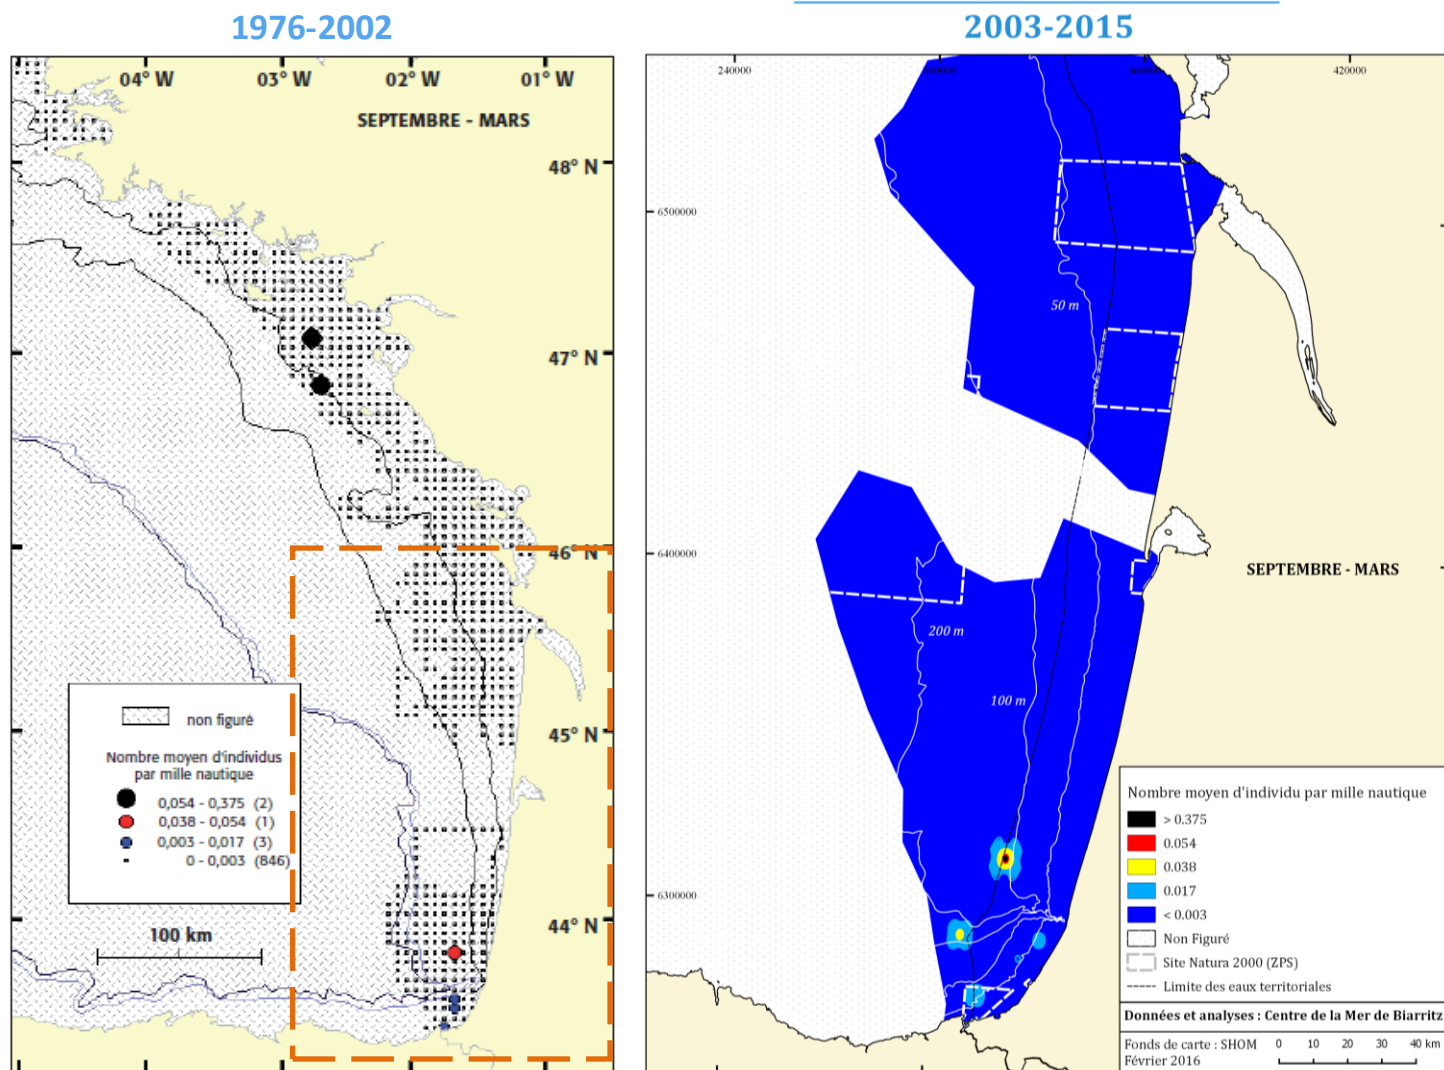 1976-2002
04° W 03° W 02° W 01° W
SEPTEMBRE - MARS
48° N
47° N
46° N
45° N
44° N
non figuré
Nombre moyen d'individus
par mille nautique
0,054 - 0,375 (2)
0,038 - 0,054 (1)
0,003 - 0,017 (3)
0 - 0,003 (846)
100 km
2003-2015
240000 420000
6500000
50 m
6400000
SEPTEMBRE - MARS
200 m
100 m
6300000
Nombre moyen d'individu par mille nautique
> 0.375
0.054
0.038
0.017
< 0.003
Non Figuré
Site Natura 2000 (ZPS)
Limite des eaux territoriales
Données et analyses : Centre de la Mer de Biarritz
Fonds de carte : SHOM
Février 2016
0 10 20 30 40 km